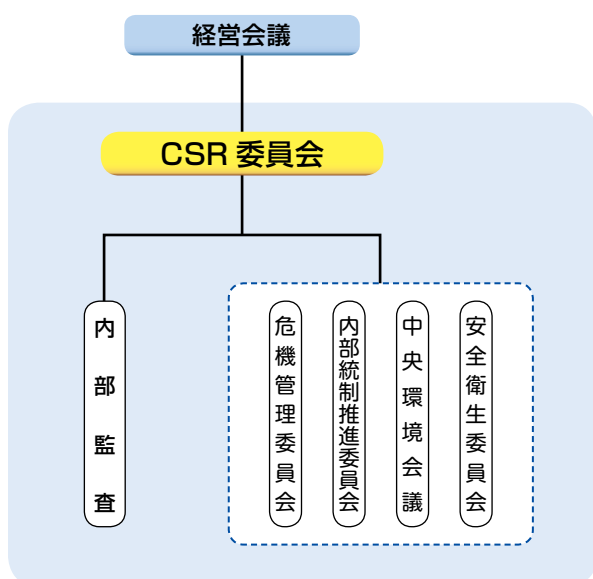 経営会議
CSR 委員会
内部監査
危機管理委員会
内部統制推進委員会
中央環境会議
安全衛生委員会